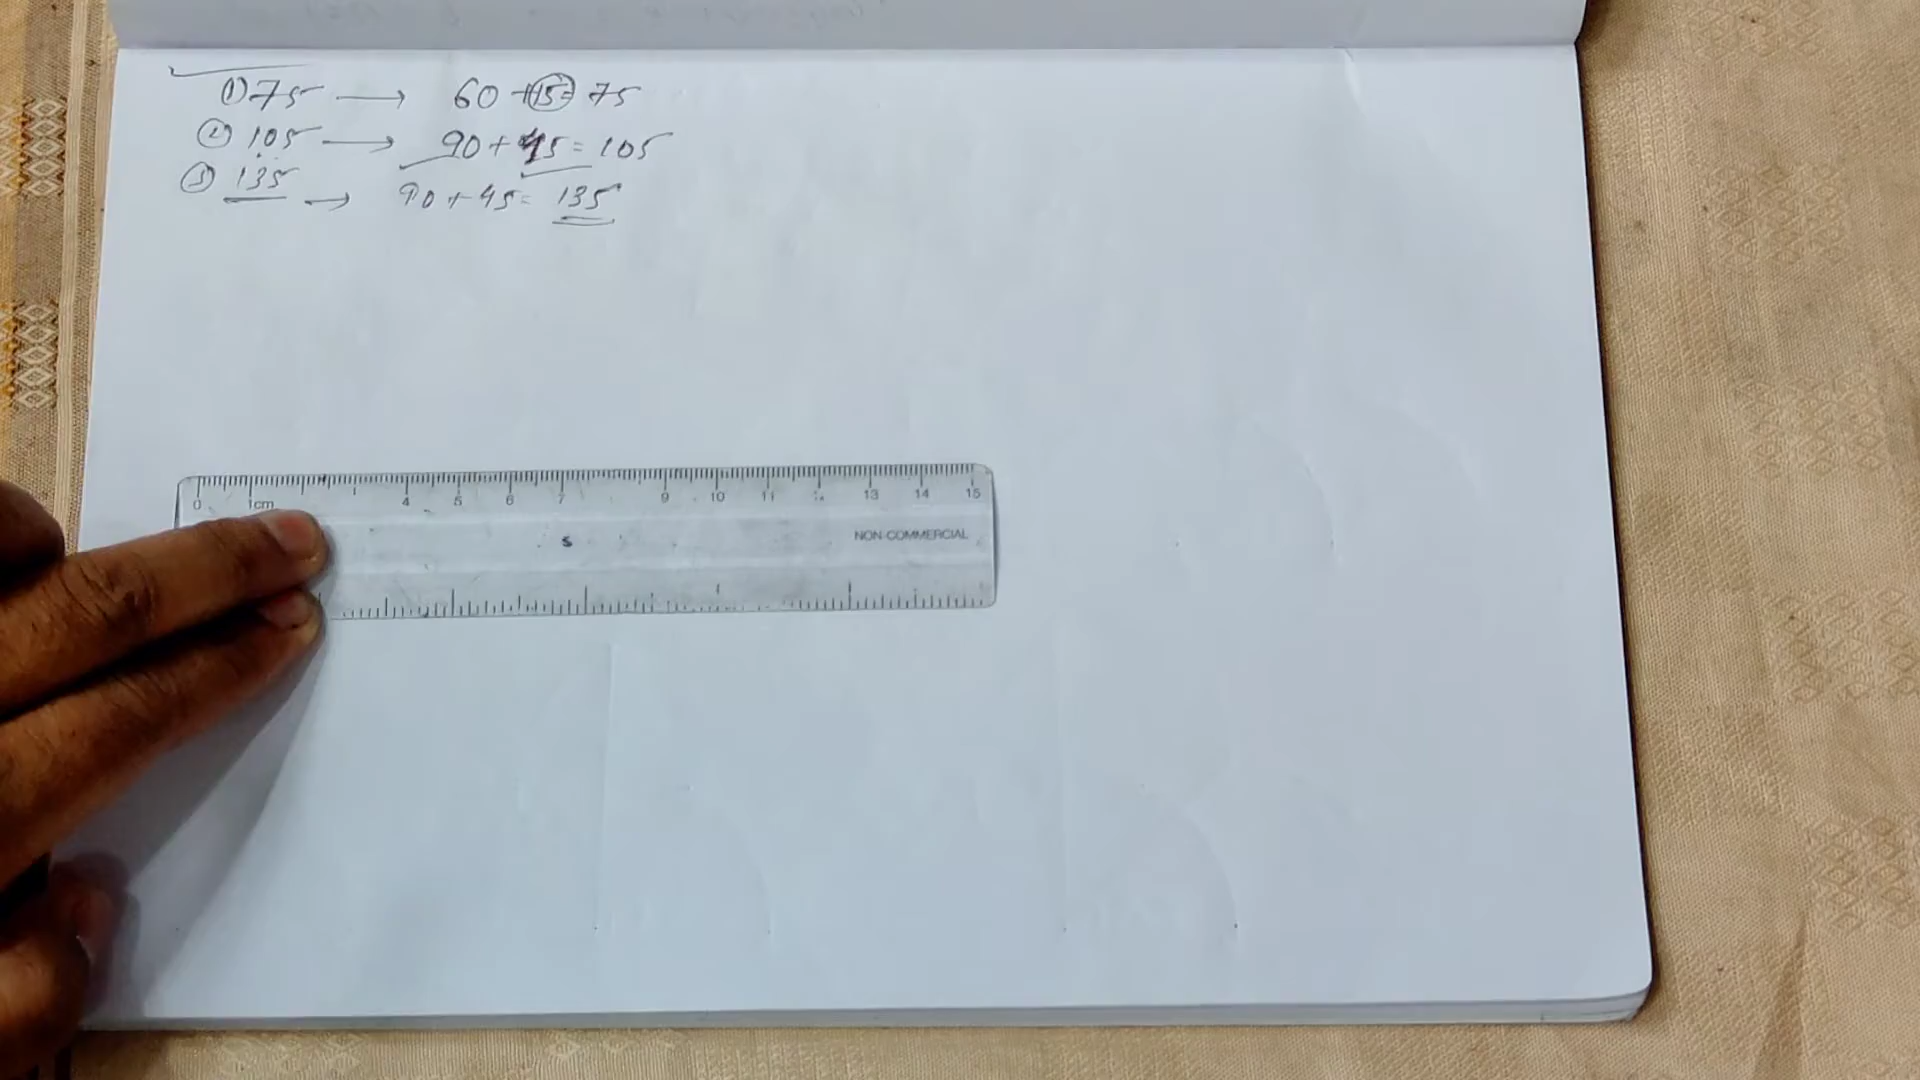 ① 75 → 60 + 15 = 75
② 105 → 90 + 15 = 105
③ 135 → 90 + 45 = 135
0 1cm 4 5 6 7 9 10 11 12 13 14 15
NON COMMERCIAL